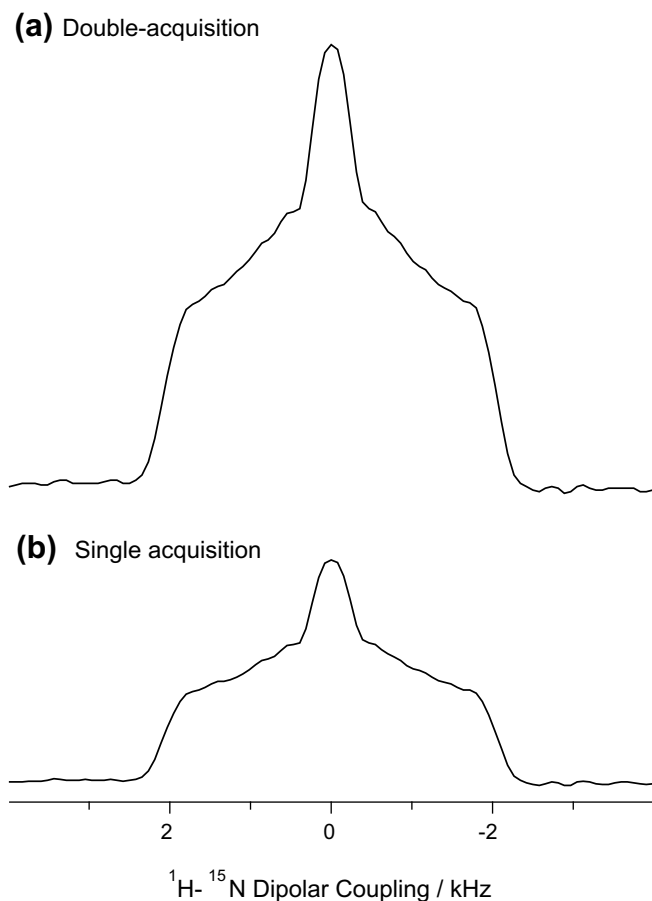 (a) Double-acquisition
(b) Single acquisition
2 0 -2
¹H- ¹⁵N Dipolar Coupling / kHz